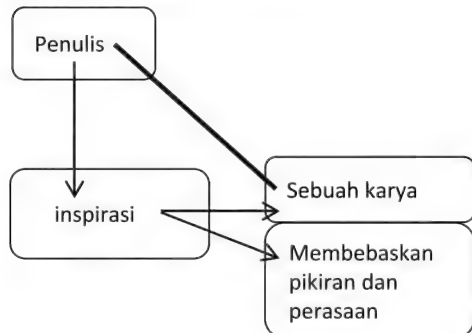 Penulis
inspirasi
Sebuah karya
Membebaskan
pikiran dan
perasaan